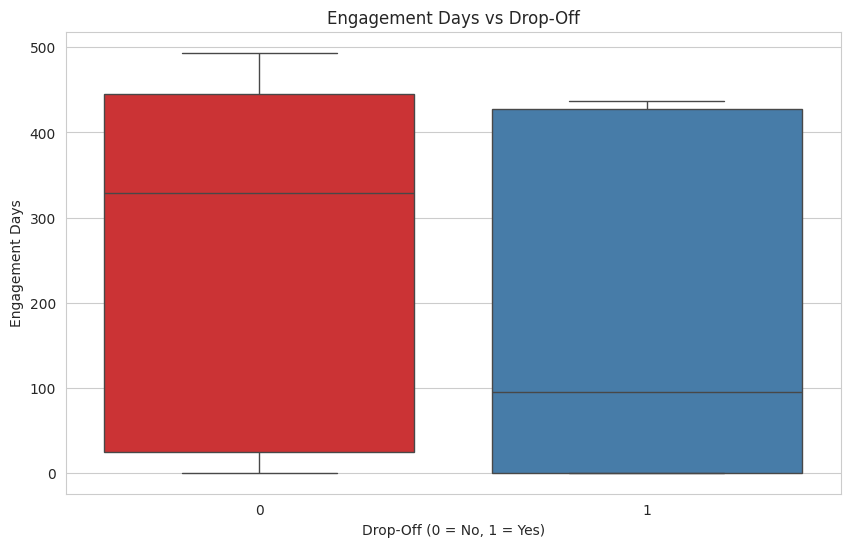 Engagement Days vs Drop-Off
500
400
300
200
100
0
Engagement Days
0
1
Drop-Off (0 = No, 1 = Yes)